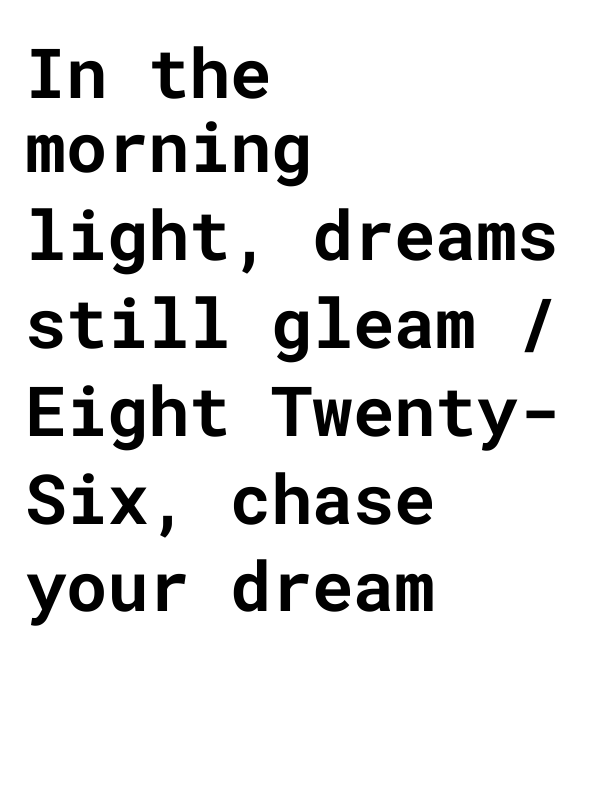 In the
morning
light, dreams
still gleam /
Eight Twenty-
Six, chase
your dream